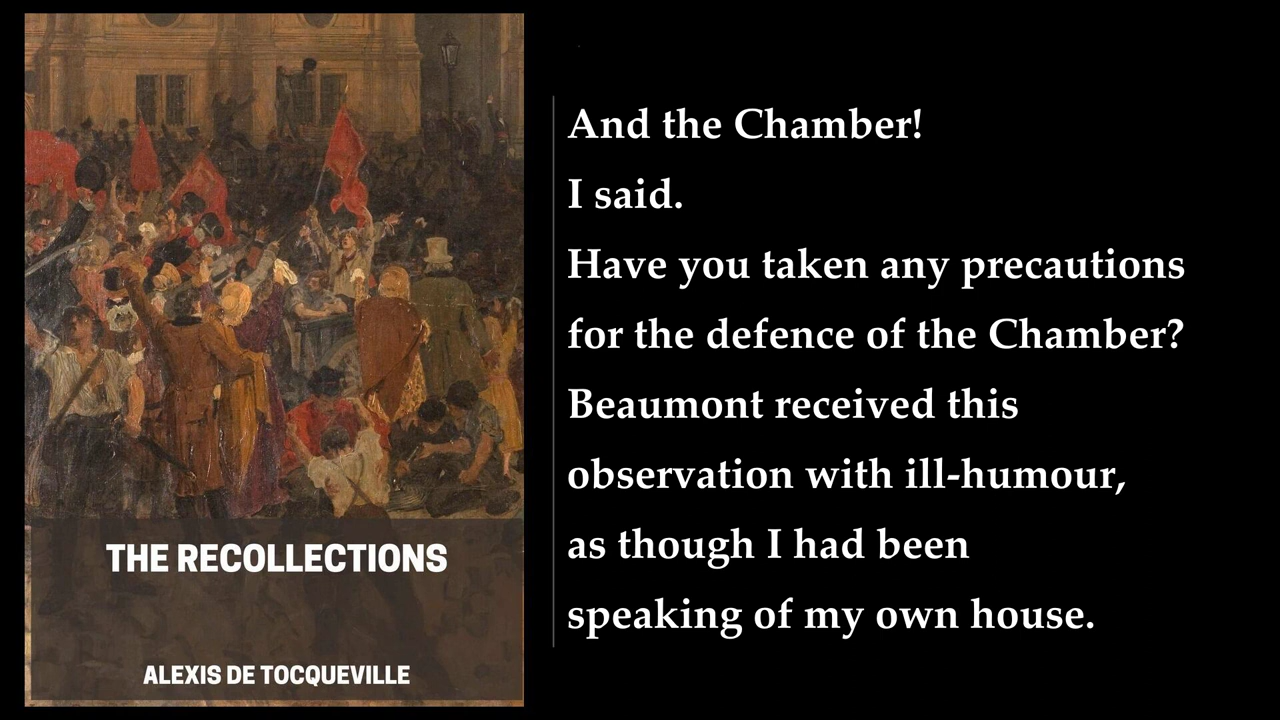 THE RECOLLECTIONS
ALEXIS DE TOCQUEVILLE
And the Chamber!
I said.
Have you taken any precautions
for the defence of the Chamber?
Beaumont received this
observation with ill-humour,
as though I had been
speaking of my own house.